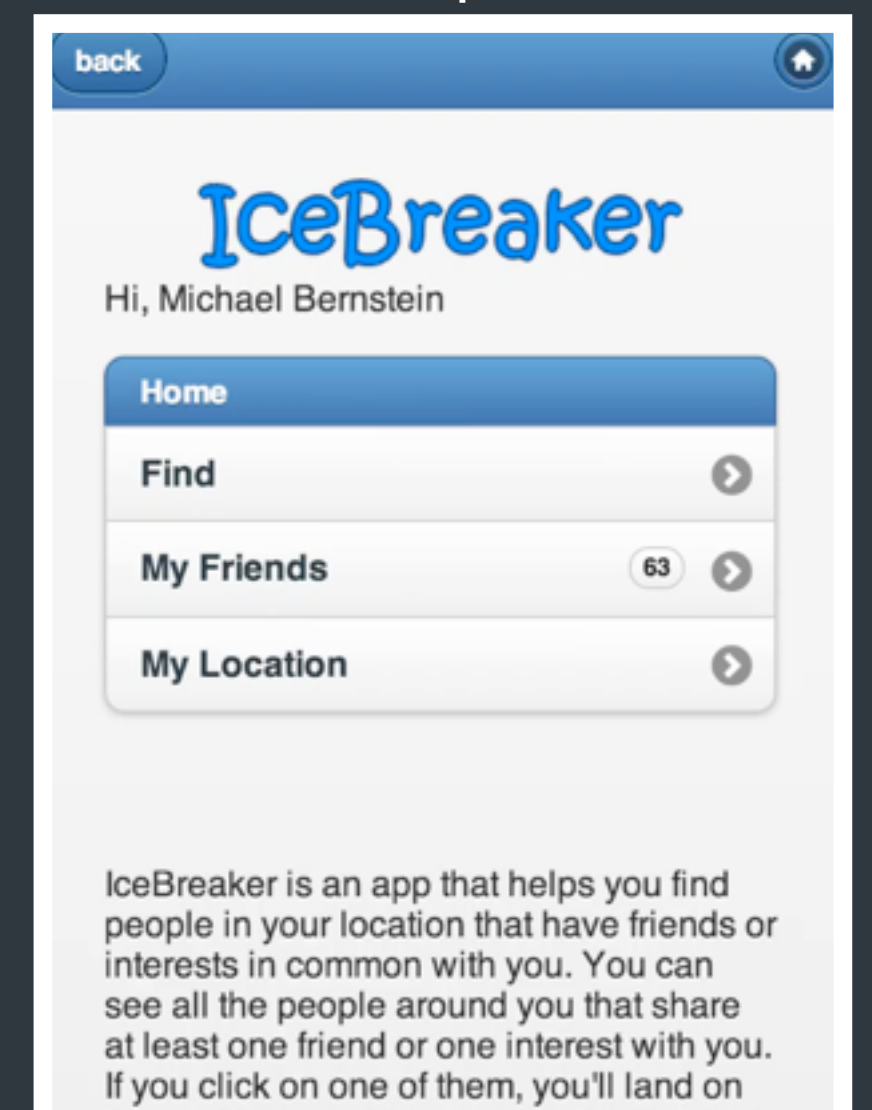 back
IceBreaker
Hi, Michael Bernstein
Home
Find
My Friends 63
My Location
IceBreaker is an app that helps you find
people in your location that have friends or
interests in common with you. You can
see all the people around you that share
at least one friend or one interest with you.
If you click on one of them, you'll land on